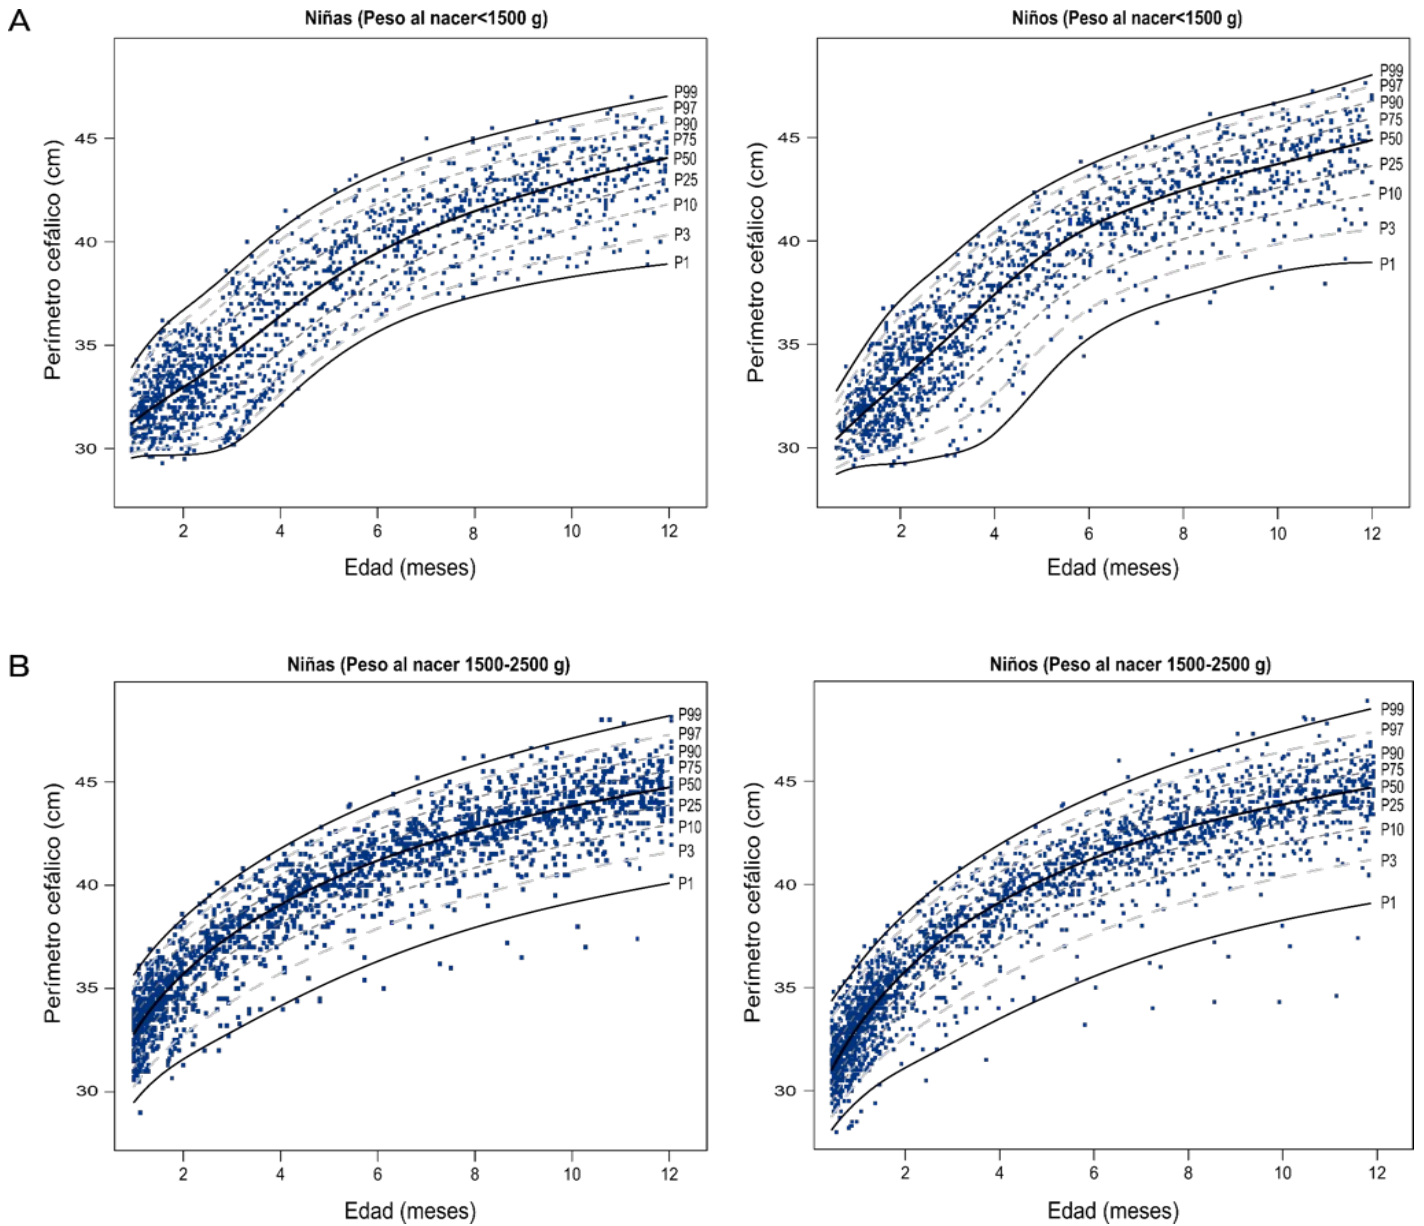 A
Niñas (Peso al nacer<1500 g)
Perímetro cefálico (cm)
45
40
35
30
P99
P97
P90
P75
P50
P25
P10
P3
P1
2 4 6 8 10 12
Edad (meses)
Niños (Peso al nacer<1500 g)
Perímetro cefálico (cm)
45
40
35
30
P99
P97
P90
P75
P50
P25
P10
P3
P1
2 4 6 8 10 12
Edad (meses)
B
Niñas (Peso al nacer 1500-2500 g)
Perímetro cefálico (cm)
45
40
35
30
P99
P97
P90
P75
P50
P25
P10
P3
P1
2 4 6 8 10 12
Edad (meses)
Niños (Peso al nacer 1500-2500 g)
Perímetro cefálico (cm)
45
40
35
30
P99
P97
P90
P75
P50
P25
P10
P3
P1
2 4 6 8 10 12
Edad (meses)